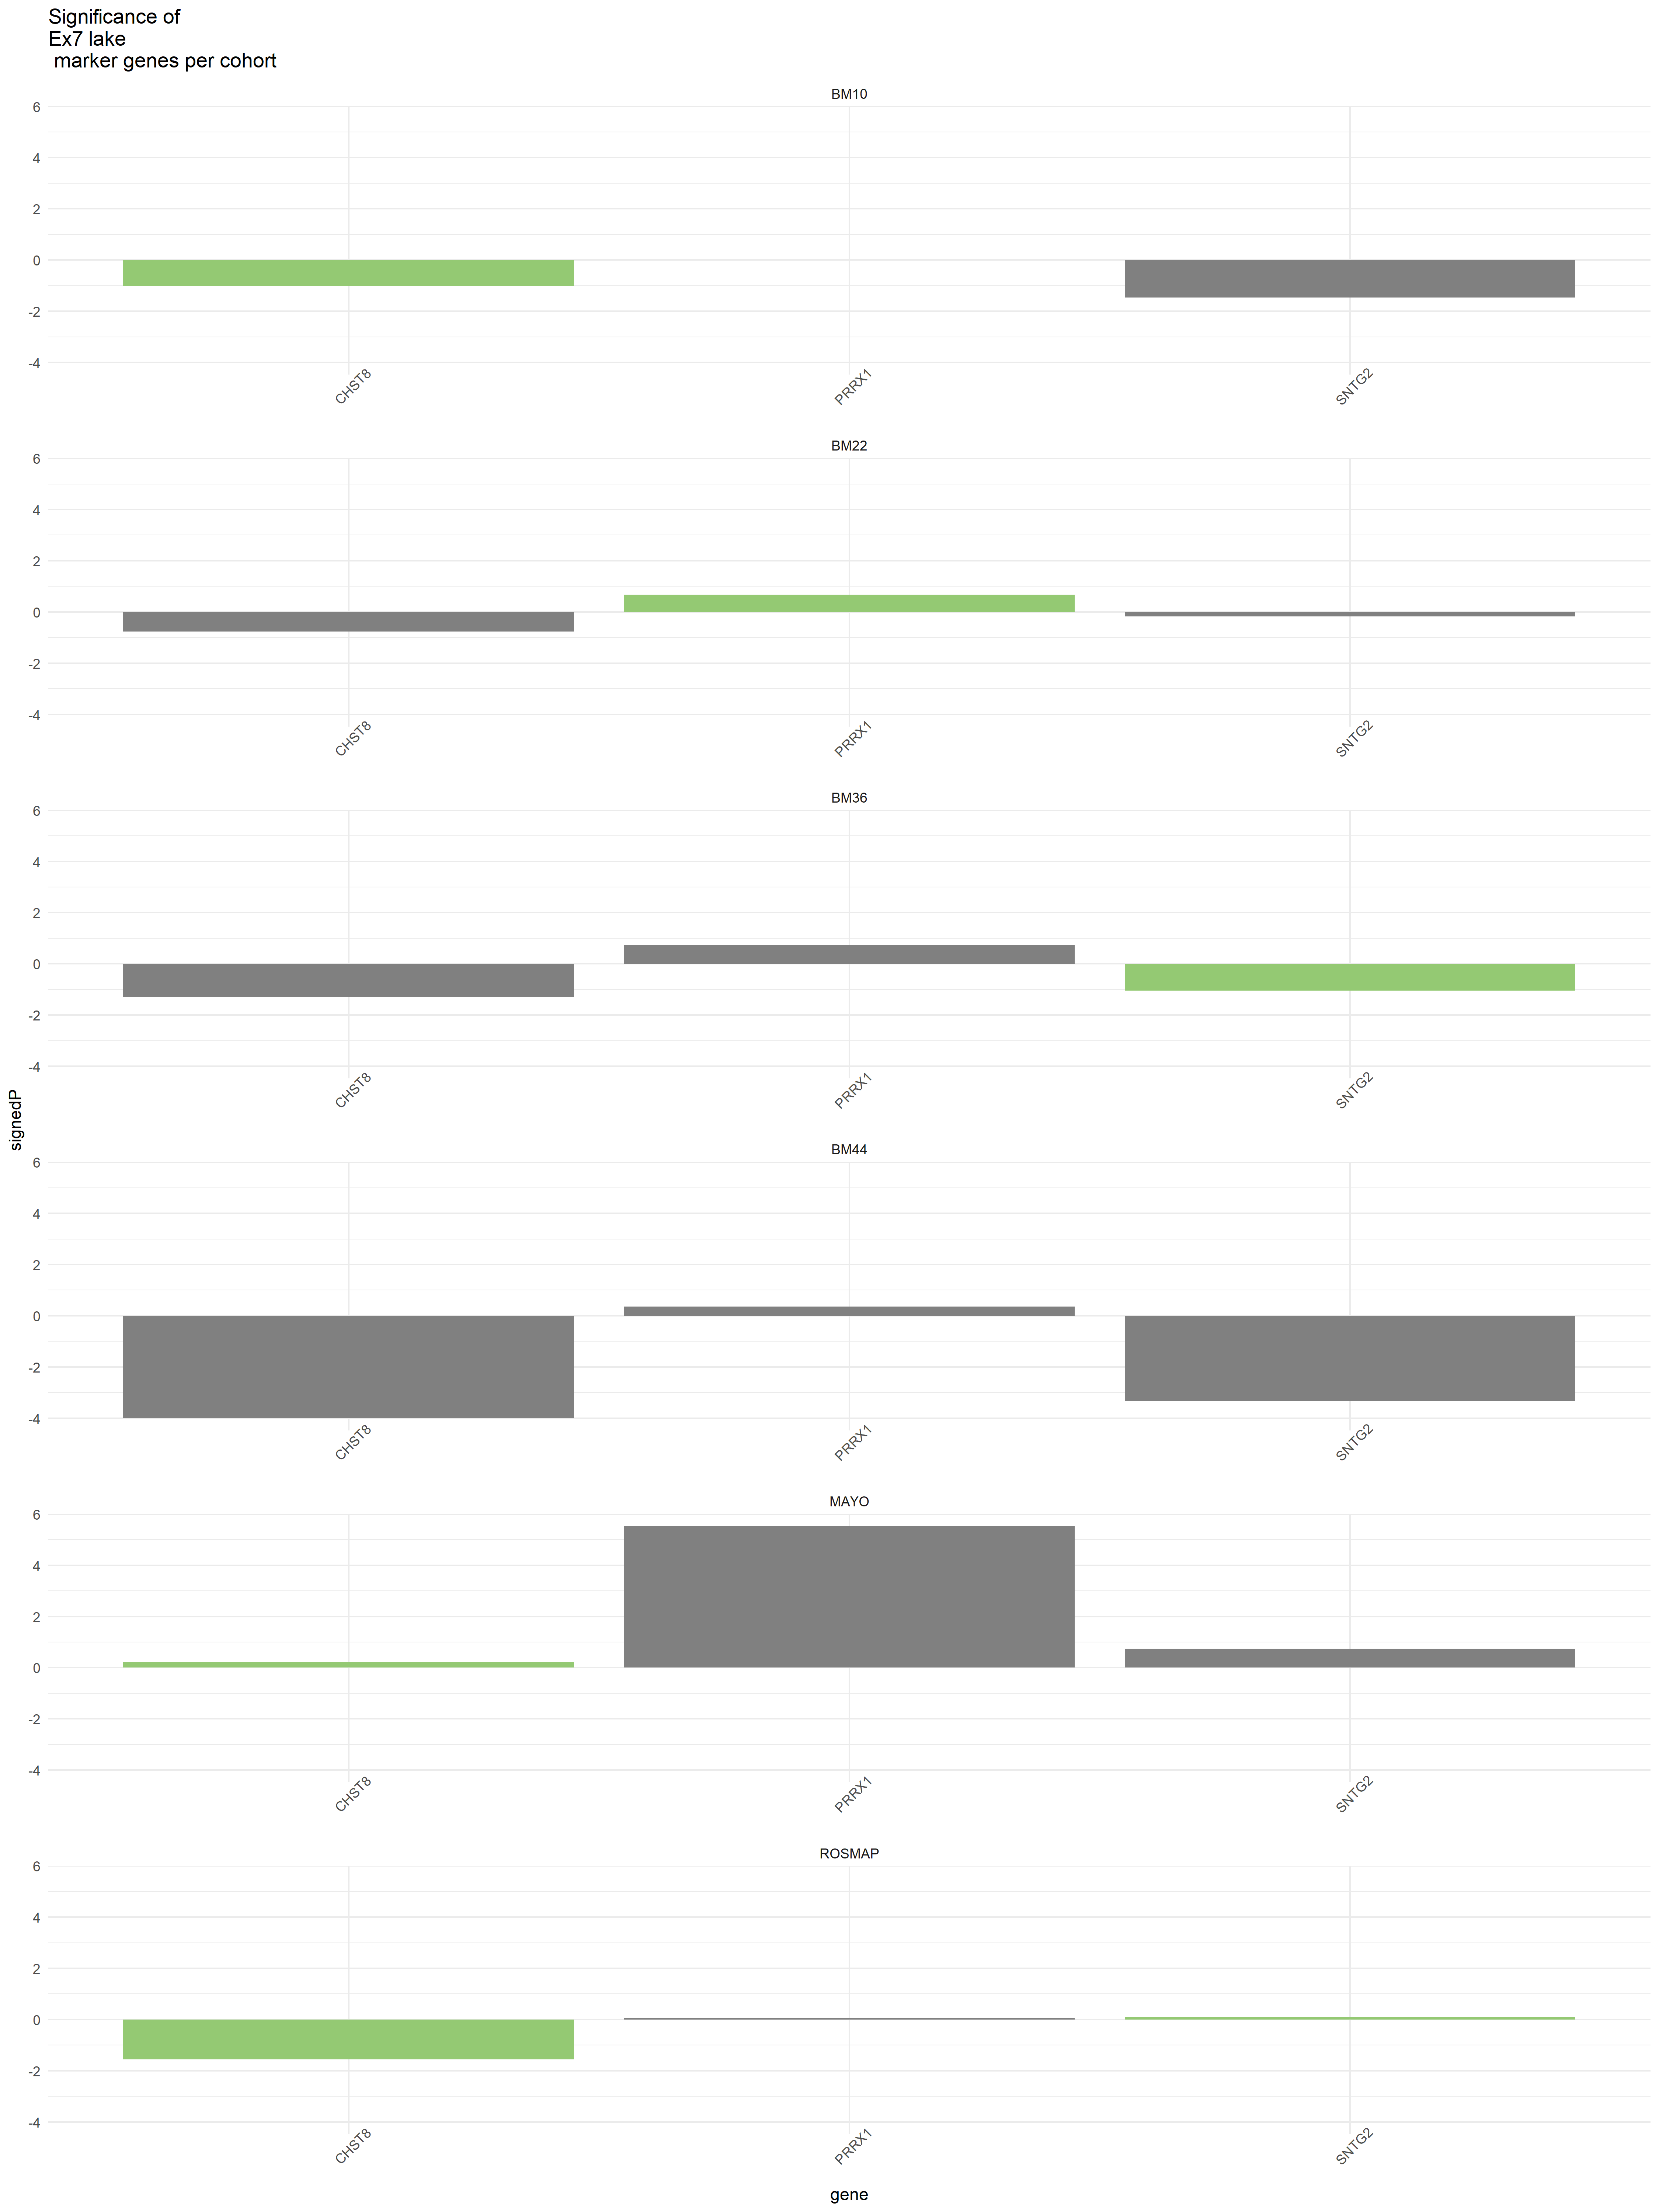 Significance of
Ex7 lake
marker genes per cohort
BM10
6
4
2
0
-2
-4
CHST8 PRRX1 SNTG2
BM22
6
4
2
0
-2
-4
CHST8 PRRX1 SNTG2
BM36
6
4
2
0
-2
-4
CHST8 PRRX1 SNTG2
signedP
BM44
6
4
2
0
-2
-4
CHST8 PRRX1 SNTG2
MAYO
6
4
2
0
-2
-4
CHST8 PRRX1 SNTG2
ROSMAP
6
4
2
0
-2
-4
CHST8 PRRX1 SNTG2
gene